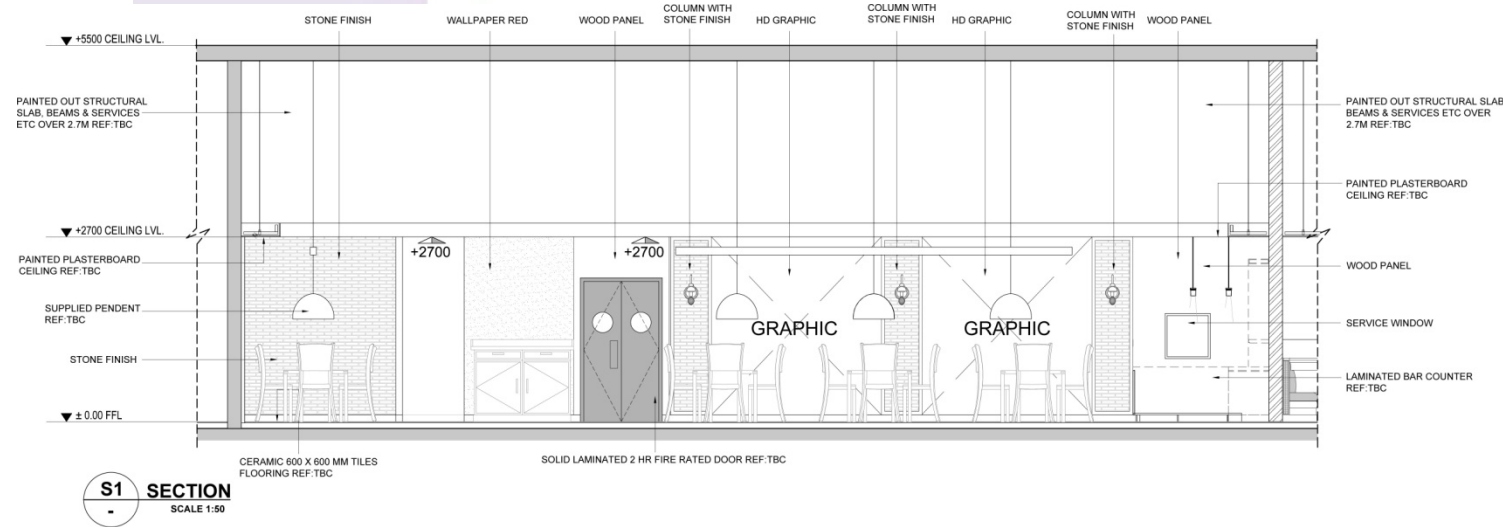 STONE FINISH
WALLPAPER RED
WOOD PANEL
COLUMN WITH
STONE FINISH
HD GRAPHIC
COLUMN WITH
STONE FINISH
HD GRAPHIC
COLUMN WITH
STONE FINISH
WOOD PANEL
+5500 CEILING LVL.
PAINTED OUT STRUCTURAL
SLAB, BEAMS & SERVICES
ETC OVER 2.7M REF:TBC
PAINTED OUT STRUCTURAL SLAB
BEAMS & SERVICES ETC OVER
2.7M REF:TBC
PAINTED PLASTERBOARD
CEILING REF:TBC
+2700 CEILING LVL.
+2700
+2700
PAINTED PLASTERBOARD
CEILING REF:TBC
WOOD PANEL
SUPPLIED PENDENT
REF:TBC
GRAPHIC
GRAPHIC
SERVICE WINDOW
STONE FINISH
LAMINATED BAR COUNTER
REF:TBC
± 0.00 FFL
CERAMIC 600 X 600 MM TILES
FLOORING REF:TBC
SOLID LAMINATED 2 HR FIRE RATED DOOR REF:TBC
S1
-
SECTION
SCALE 1:50